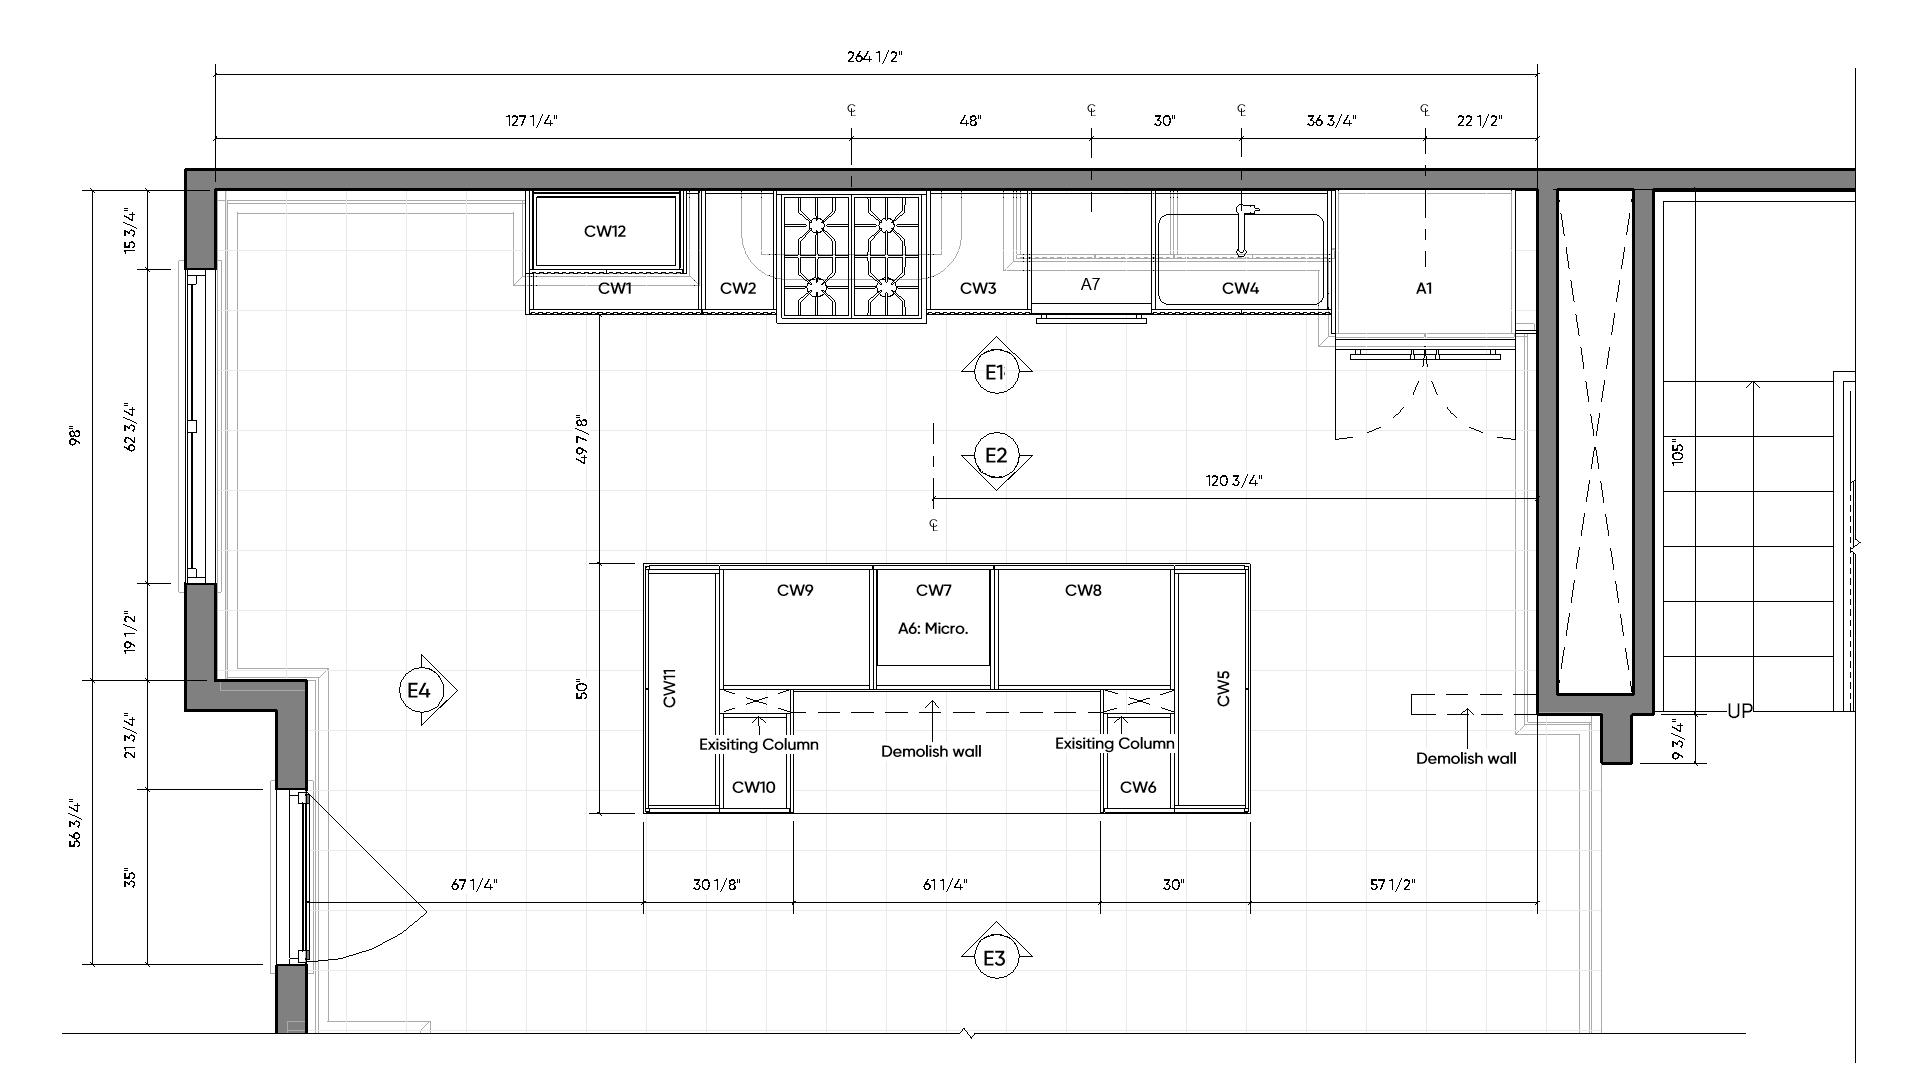 264 1/2"
℄ ℄ ℄ ℄
127 1/4" 48" 30" 36 3/4" 22 1/2"
15 3/4"
CW12
CW1 CW2 CW3 A7 CW4 A1
E1
98"
62 3/4"
49 7/8"
E2
105"
120 3/4"
℄
CW9 CW7 CW8
A6: Micro.
19 1/2"
E4
50"
CW11
CW5
UP
21 3/4"
Exisiting Column Demolish wall Exisiting Column Demolish wall
9 3/4"
CW10 CW6
56 3/4"
35"
67 1/4" 30 1/8" 61 1/4" 30" 57 1/2"
E3